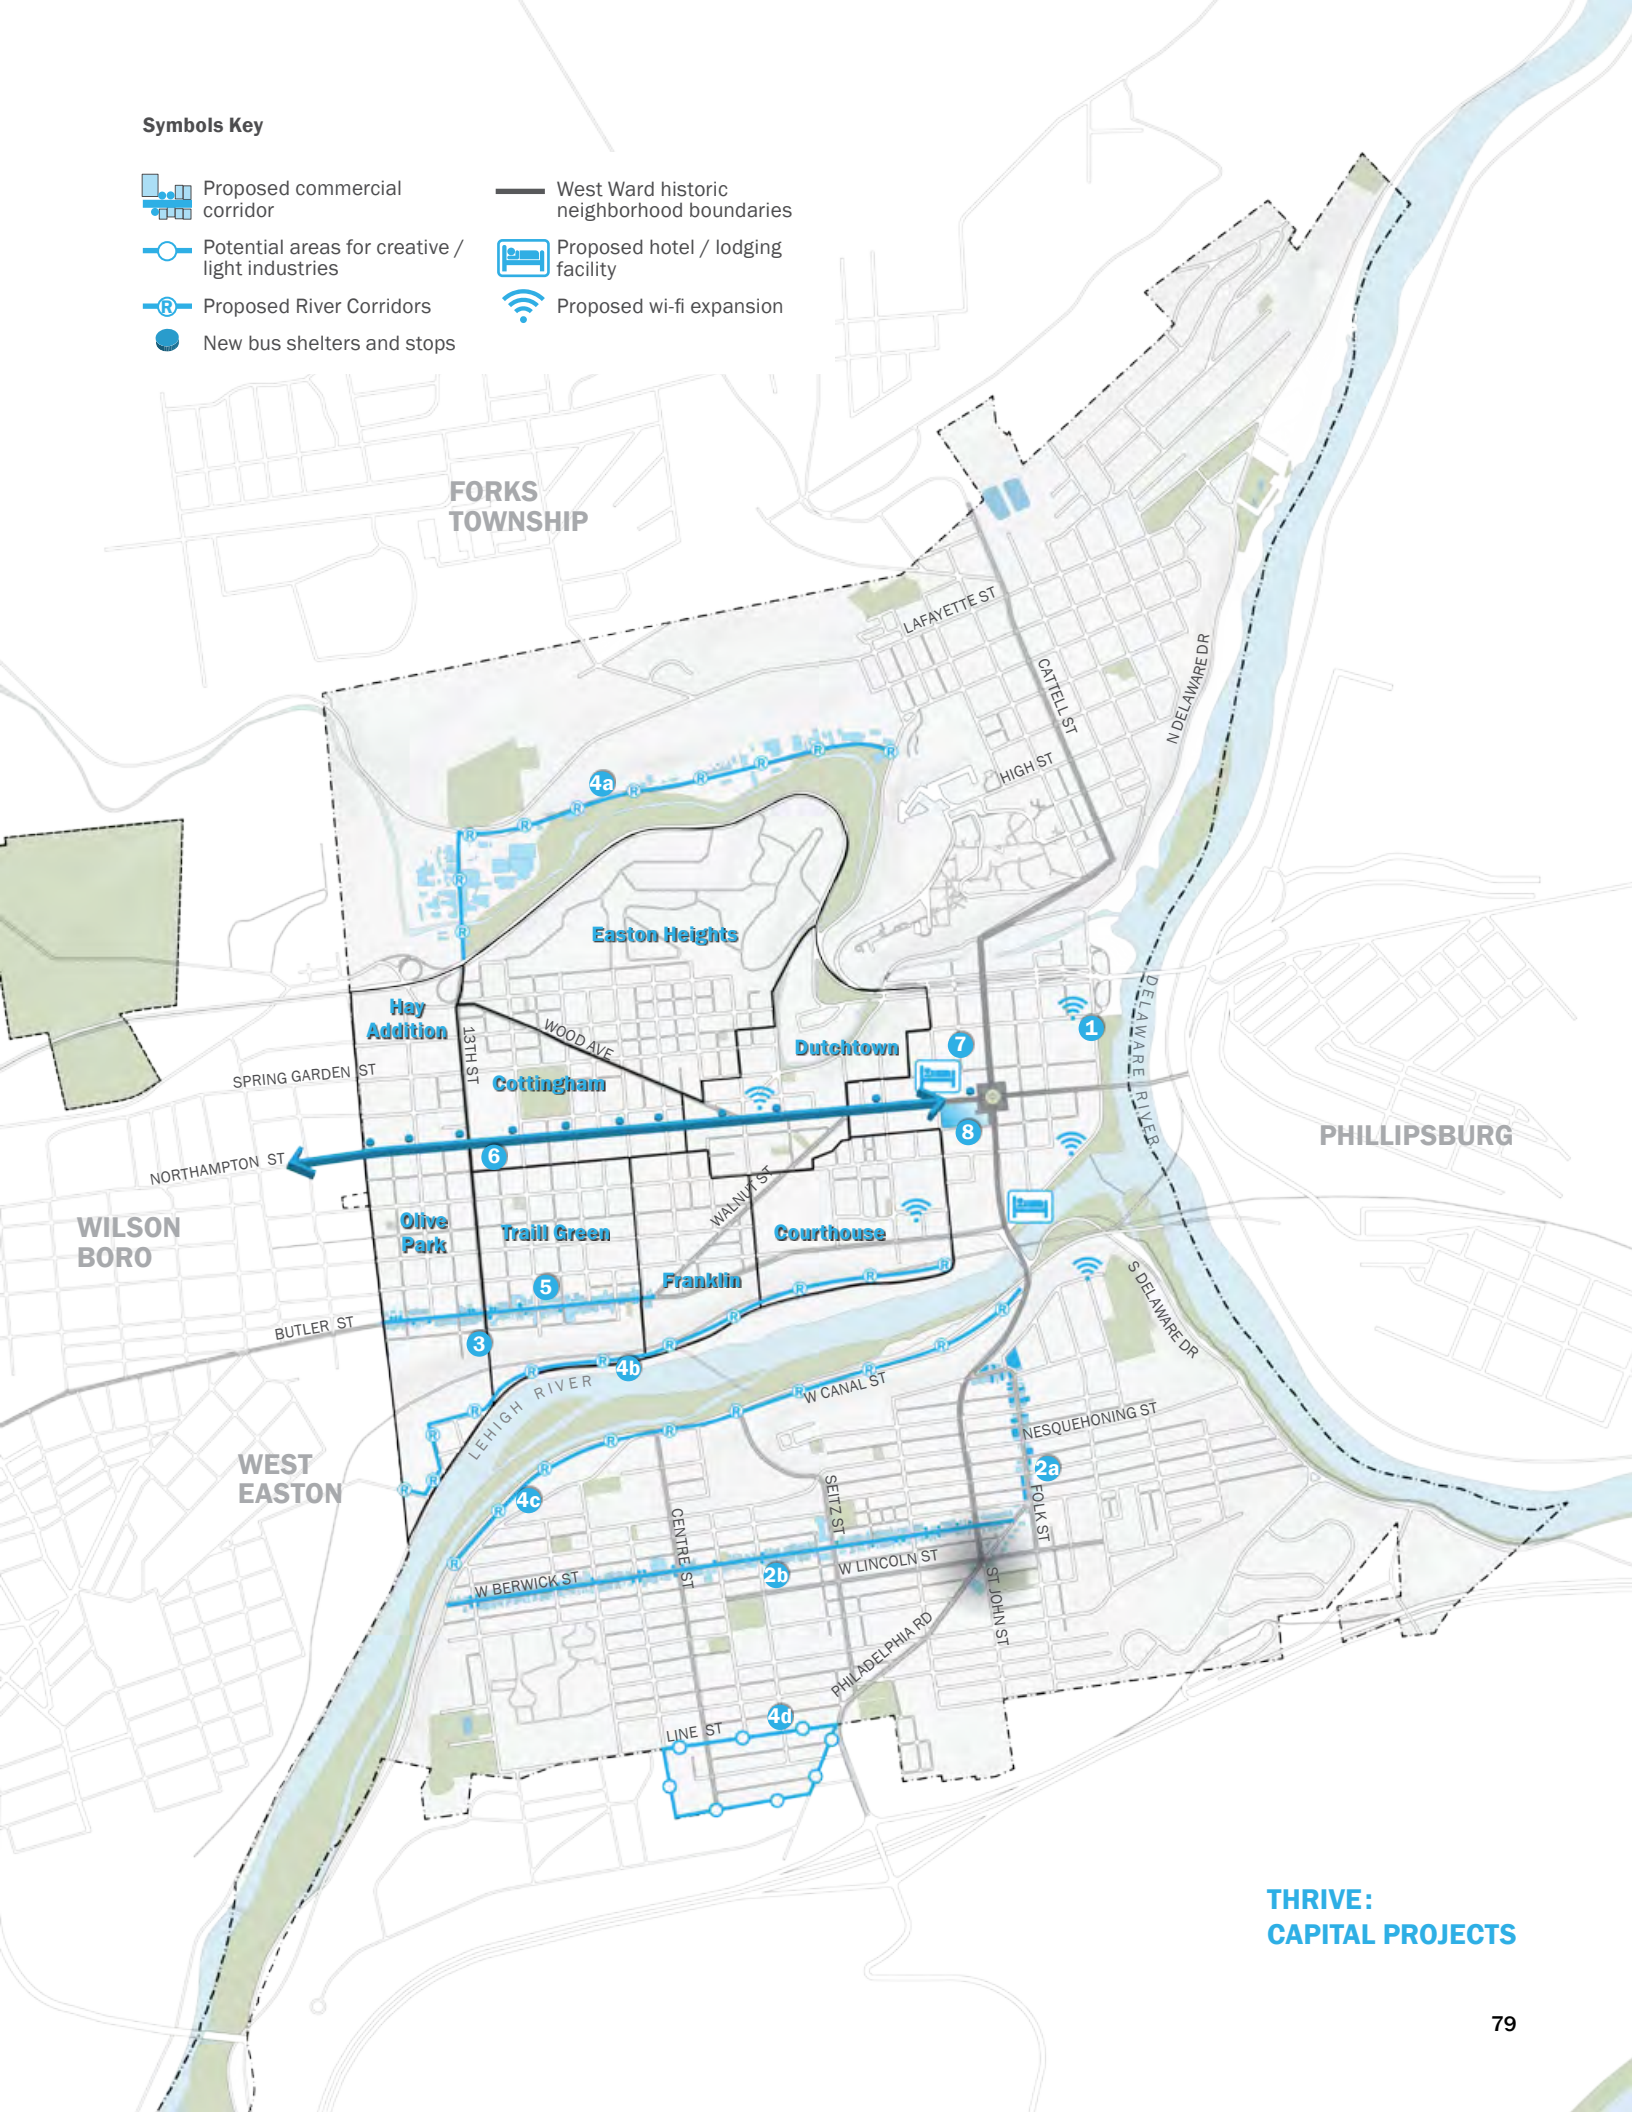 Symbols Key
Proposed commercial
corridor
Potential areas for creative /
light industries
Proposed River Corridors
New bus shelters and stops
West Ward historic
neighborhood boundaries
Proposed hotel / lodging
facility
Proposed wi-fi expansion
FORKS
TOWNSHIP
LAFAYETTE ST
CATTELL ST
N DELAWARE DR
HIGH ST
4a
Easton Heights
Hay
Addition
13TH ST
WOOD AVE
Dutchtown
7
1
DELAWARE RIVER
SPRING GARDEN ST
Cottingham
8
PHILLIPSBURG
NORTHAMPTON ST
6
WALNUT ST
WILSON
BORO
Olive
Park
Traill Green
Courthouse
Franklin
5
S DELAWARE DR
BUTLER ST
3
4b
LEHIGH RIVER
W CANAL ST
NESQUEHONING ST
WEST
EASTON
2a
4c
SEITZ ST
FOLK ST
CENTRE ST
W LINCOLN ST
2b
W BERWICK ST
ST JOHN ST
PHILADELPHIA RD
4d
LINE ST
THRIVE:
CAPITAL PROJECTS
79